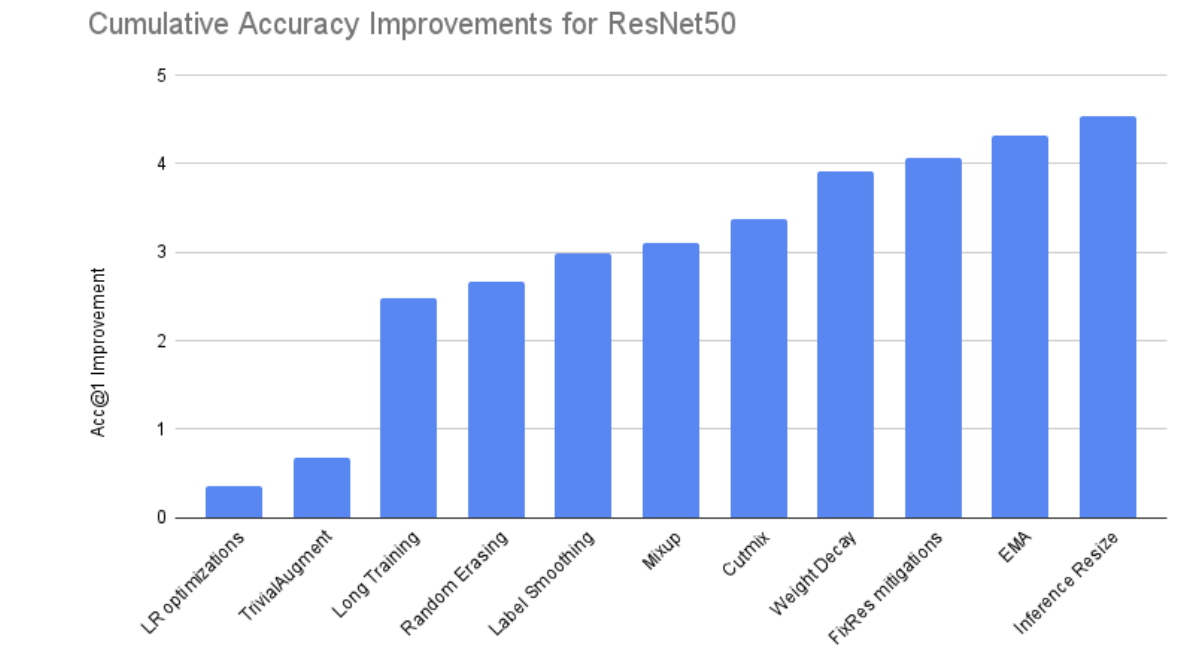 Cumulative Accuracy Improvements for ResNet50
Acc@1 Improvement
5
4
3
2
1
0
LR optimizations
TrivialAugment
Long Training
Random Erasing
Label Smoothing
Mixup
Cutmix
Weight Decay
FixRes mitigations
EMA
Inference Resize